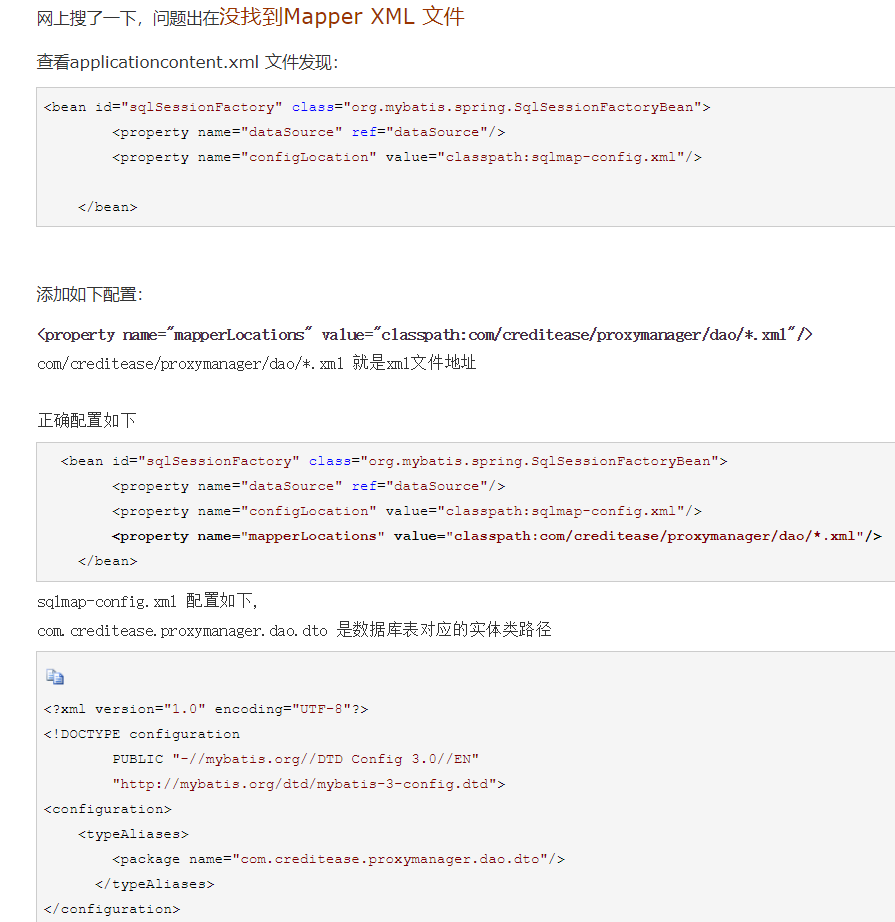 网上搜了一下，问题出在没找到Mapper XML 文件
查看applicationcontent.xml 文件发现：
<bean id="sqlSessionFactory" class="org.mybatis.spring.SqlSessionFactoryBean">
<property name="dataSource" ref="dataSource"/>
<property name="configLocation" value="classpath:sqlmap-config.xml"/>
</bean>
添加如下配置：
<property name="mapperLocations" value="classpath:com/creditease/proxymanager/dao/*.xml"/>
com/creditease/proxymanager/dao/*.xml 就是xml文件地址
正确配置如下
<bean id="sqlSessionFactory" class="org.mybatis.spring.SqlSessionFactoryBean">
<property name="dataSource" ref="dataSource"/>
<property name="configLocation" value="classpath:sqlmap-config.xml"/>
<property name="mapperLocations" value="classpath:com/creditease/proxymanager/dao/*.xml"/>
</bean>
sqlmap-config.xml 配置如下,
com.creditease.proxymanager.dao.dto 是数据库表对应的实体类路径
<?xml version="1.0" encoding="UTF-8"?>
<!DOCTYPE configuration
PUBLIC "-//mybatis.org//DTD Config 3.0//EN"
"http://mybatis.org/dtd/mybatis-3-config.dtd">
<configuration>
<typeAliases>
<package name="com.creditease.proxymanager.dao.dto"/>
</typeAliases>
</configuration>